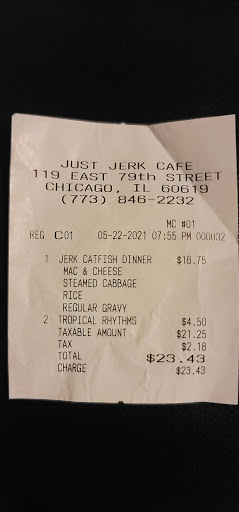 JUST JERK CAFE
119 EAST 79th STREET
CHICAGO, IL 60619
(773) 846-2232
MC #01
REG C01 05-22-2021 07:55 PM 000032
1 JERK CATFISH DINNER $16.75
MAC & CHEESE
STEAMED CABBAGE
RICE
REGULAR GRAVY
2 TROPICAL RHYTHMS $4.50
TAXABLE AMOUNT $21.25
TAX $2.18
TOTAL $23.43
CHARGE $23.43